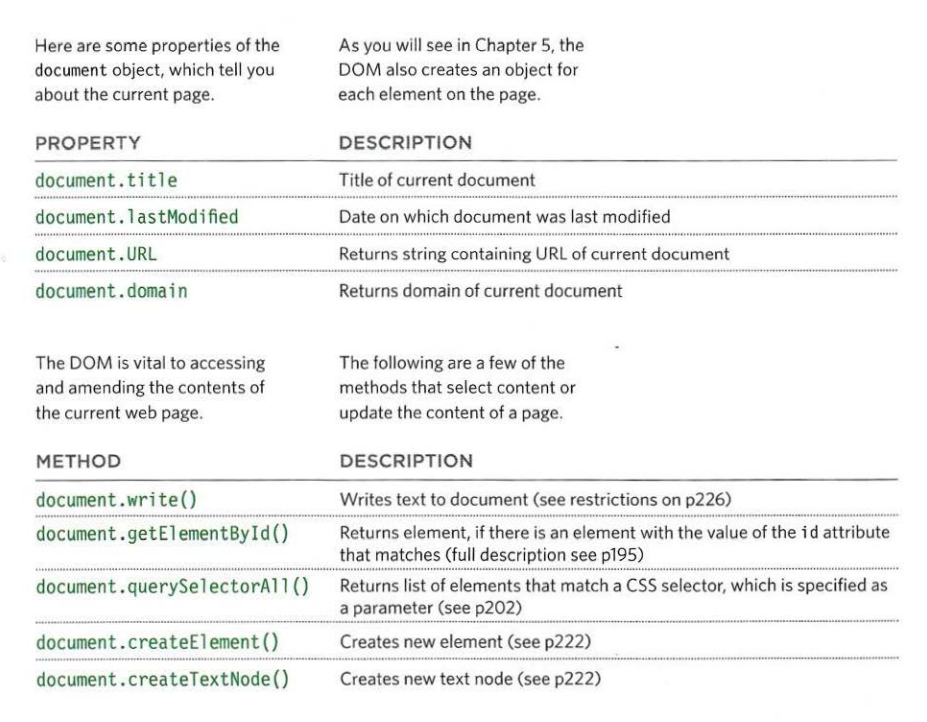 Here are some properties of the
document object, which tell you
about the current page.
As you will see in Chapter 5, the
DOM also creates an object for
each element on the page.
PROPERTY DESCRIPTION
document.title Title of current document
document.lastModified Date on which document was last modified
document.URL Returns string containing URL of current document
document.domain Returns domain of current document
The DOM is vital to accessing
and amending the contents of
the current web page.
The following are a few of the
methods that select content or
update the content of a page.
METHOD DESCRIPTION
document.write() Writes text to document (see restrictions on p226)
document.getElementById() Returns element, if there is an element with the value of the id attribute
that matches (full description see p195)
document.querySelectorAll() Returns list of elements that match a CSS selector, which is specified as
a parameter (see p202)
document.createElement() Creates new element (see p222)
document.createTextNode() Creates new text node (see p222)